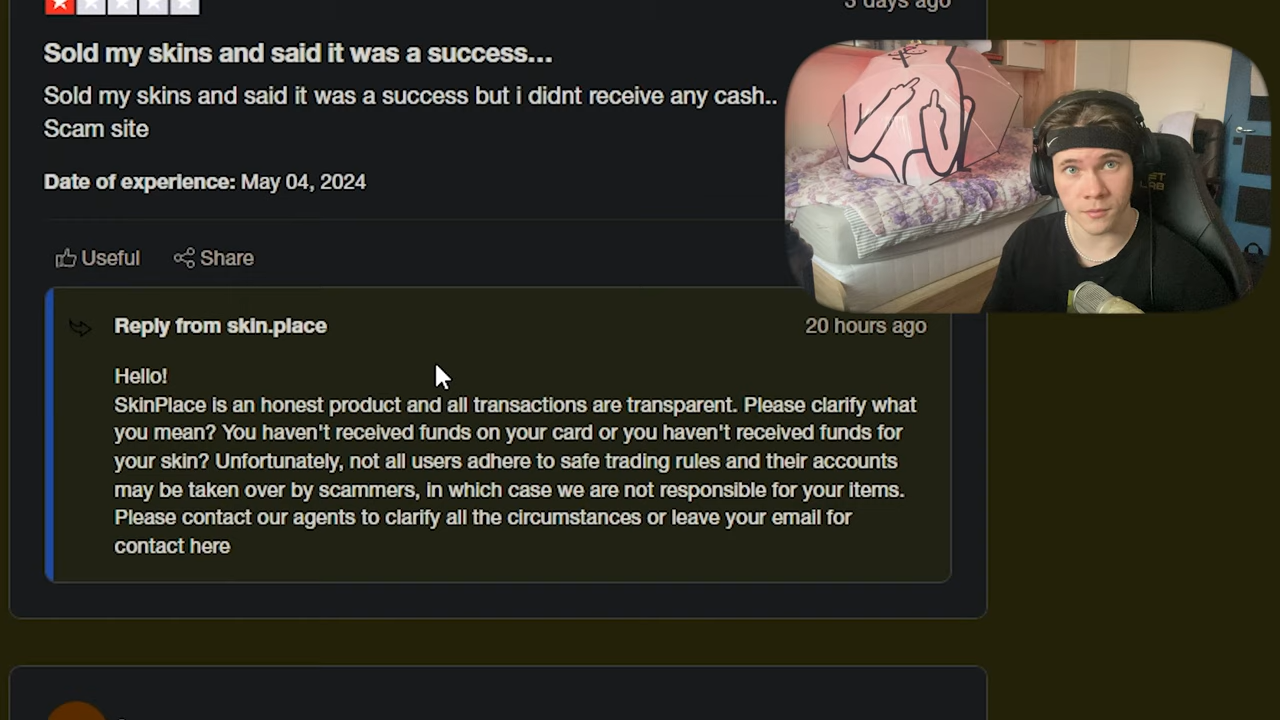 3 days ago
Sold my skins and said it was a success...
Sold my skins and said it was a success but i didnt receive any cash..
Scam site
Date of experience: May 04, 2024
Useful
Share
Reply from skin.place
20 hours ago
Hello!
SkinPlace is an honest product and all transactions are transparent. Please clarify what
you mean? You haven't received funds on your card or you haven't received funds for
your skin? Unfortunately, not all users adhere to safe trading rules and their accounts
may be taken over by scammers, in which case we are not responsible for your items.
Please contact our agents to clarify all the circumstances or leave your email for
contact here